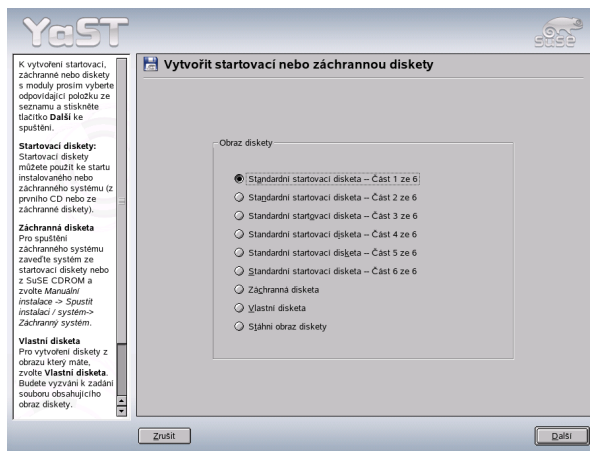 YaST
SUSE
K vytvoření startovací,
záchranné nebo diskety
s moduly prosím vyberte
odpovídající položku ze
seznamu a stiskněte
tlačítko Další ke
spuštění.
Startovací diskety:
Startovací diskety
můžete použít ke startu
instalovaného nebo
záchranného systému (z
prvního CD nebo ze
záchranné diskety).
Záchranná disketa
Pro spuštění
záchranného systému
zaveďte systém ze
startovací diskety nebo
z SuSE CDROM a
zvolte Manuální
instalace -> Spustit
instalaci / systém->
Záchranný systém.
Vlastní disketa
Pro vytvoření diskety z
obrazu který máte,
zvolte Vlastní disketa.
Budete vyzváni k zadání
souboru obsahujícího
obraz diskety.
Vytvořit startovací nebo záchrannou diskety
Obraz diskety
Standardní startovací disketa -- Část 1 ze 6
Standardní startovací disketa -- Část 2 ze 6
Standardní startovací disketa -- Část 3 ze 6
Standardní startovací disketa -- Část 4 ze 6
Standardní startovací disketa -- Část 5 ze 6
Standardní startovací disketa -- Část 6 ze 6
Záchranná disketa
Vlastní disketa
Stáhni obraz diskety
Zrušit
Další